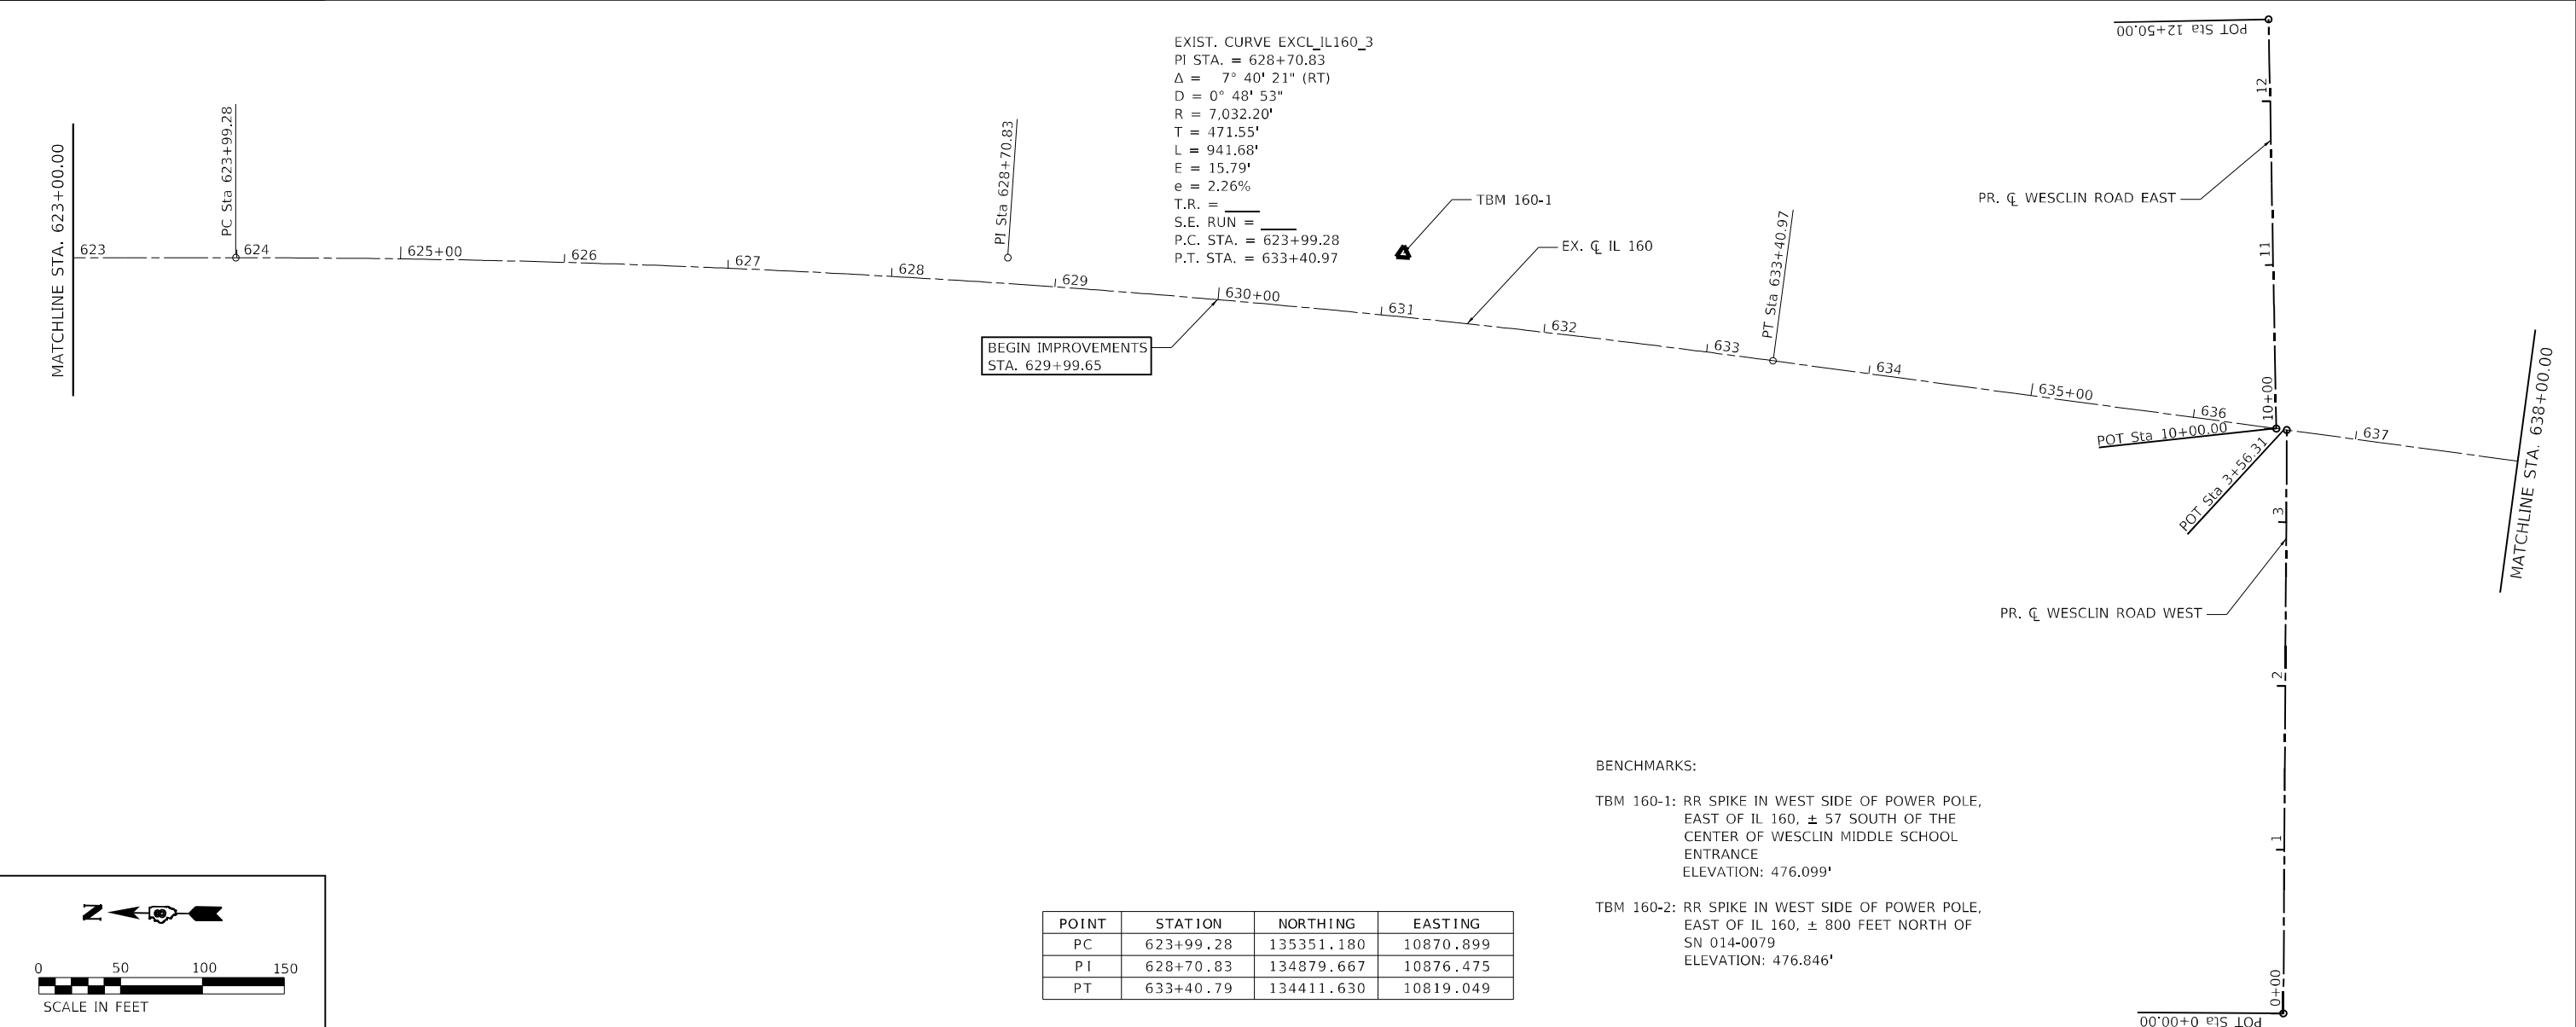 POT Sta 12+50.00
EXIST. CURVE EXCL_IL160_3
PI STA. = 628+70.83
Δ = 7° 40' 21" (RT)
D = 0° 48' 53"
R = 7,032.20'
T = 471.55'
L = 941.68'
E = 15.79'
e = 2.26%
T.R. = ____
S.E. RUN = ____
P.C. STA. = 623+99.28
P.T. STA. = 633+40.97
MATCHLINE STA. 623+00.00
PC Sta 623+99.28
PI Sta 628+70.83
TBM 160-1
EX. ℄ IL 160
PT Sta 633+40.97
PR. ℄ WESCLIN ROAD EAST
12
11
10+00
623
624
625+00
626
627
628
629
630+00
631
632
633
634
635+00
636
637
BEGIN IMPROVEMENTS
STA. 629+99.65
POT Sta 10+00.00
POT Sta 3+56.31
MATCHLINE STA. 638+00.00
3
PR. ℄ WESCLIN ROAD WEST
2
1
0+00
POT Sta 0+00.00
BENCHMARKS:
TBM 160-1: RR SPIKE IN WEST SIDE OF POWER POLE,
EAST OF IL 160, ± 57 SOUTH OF THE
CENTER OF WESCLIN MIDDLE SCHOOL
ENTRANCE
ELEVATION: 476.099'
TBM 160-2: RR SPIKE IN WEST SIDE OF POWER POLE,
EAST OF IL 160, ± 800 FEET NORTH OF
SN 014-0079
ELEVATION: 476.846'
POINT STATION NORTHING EASTING
PC 623+99.28 135351.180 10870.899
PI 628+70.83 134879.667 10876.475
PT 633+40.79 134411.630 10819.049
N
0 50 100 150
SCALE IN FEET